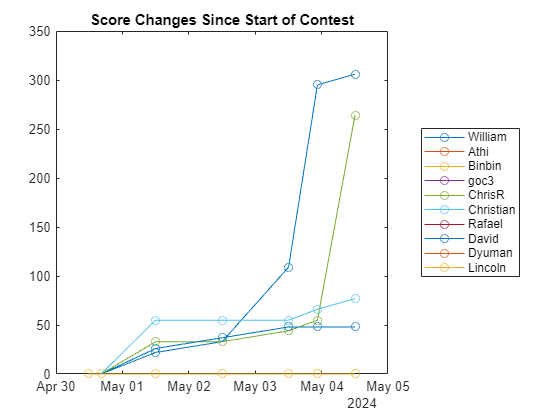 Score Changes Since Start of Contest
350
300
250
200
150
100
50
0
Apr 30 May 01 May 02 May 03 May 04 May 05
2024
William
Athi
Binbin
goc3
ChrisR
Christian
Rafael
David
Dyuman
Lincoln